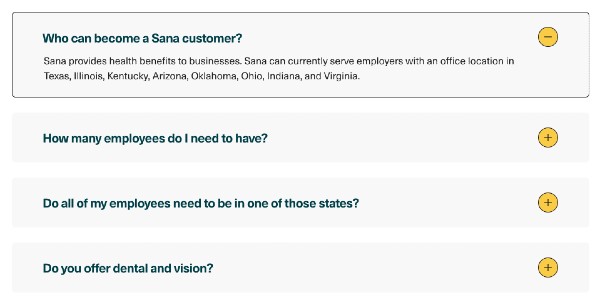 Who can become a Sana customer?
Sana provides health benefits to businesses. Sana can currently serve employers with an office location in
Texas, Illinois, Kentucky, Arizona, Oklahoma, Ohio, Indiana, and Virginia.
How many employees do I need to have?
Do all of my employees need to be in one of those states?
Do you offer dental and vision?